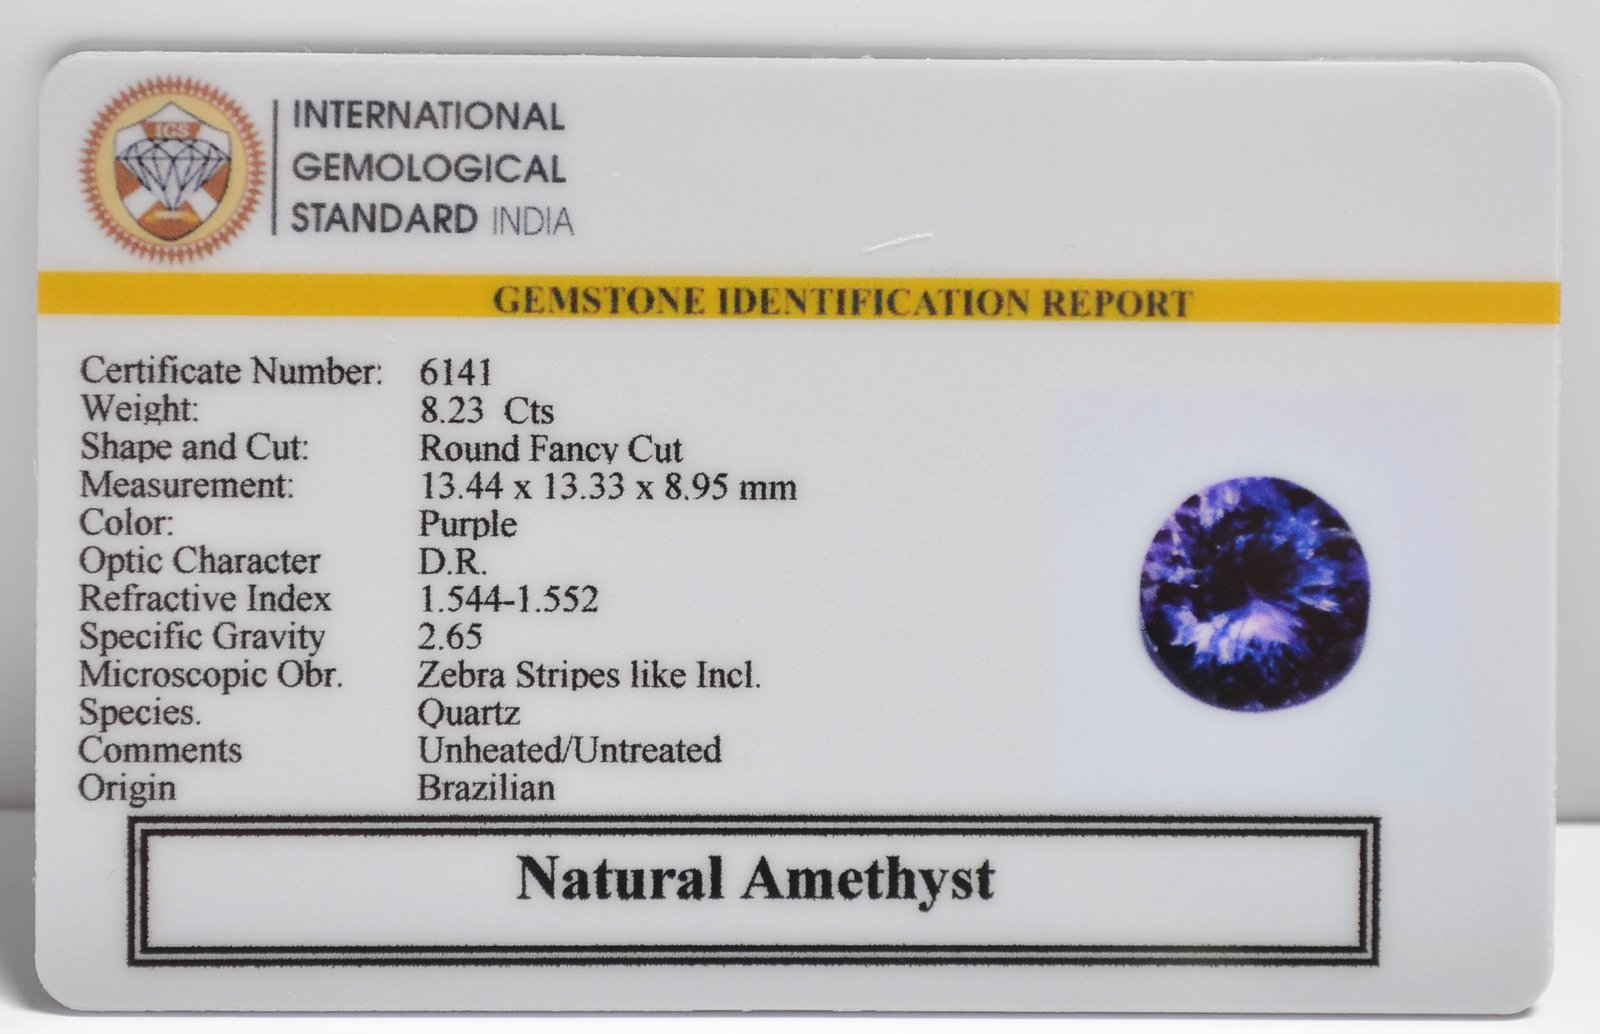 IGS
INTERNATIONAL
GEMOLOGICAL
STANDARD INDIA
GEMSTONE IDENTIFICATION REPORT
Certificate Number: 6141
Weight: 8.23 Cts
Shape and Cut: Round Fancy Cut
Measurement: 13.44 x 13.33 x 8.95 mm
Color: Purple
Optic Character D.R.
Refractive Index 1.544-1.552
Specific Gravity 2.65
Microscopic Obr. Zebra Stripes like Incl.
Species. Quartz
Comments Unheated/Untreated
Origin Brazilian
Natural Amethyst